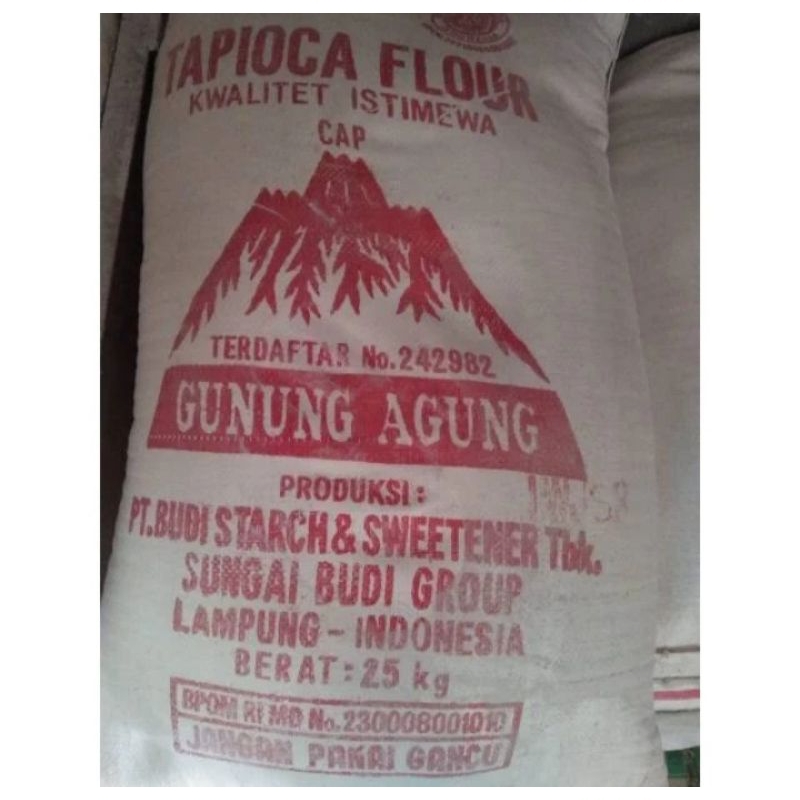 TAPIOCA FLOUR
KWALITET ISTIMEWA
CAP
TERDAFTAR No.242982
GUNUNG AGUNG
PRODUKSI :
PT.BUDI STARCH & SWEETENER Tbk.
SUNGAI BUDI GROUP
LAMPUNG - INDONESIA
BERAT : 25 kg
BPOM RI MD No. 230008001010
JANGAN PAKAI GANCU